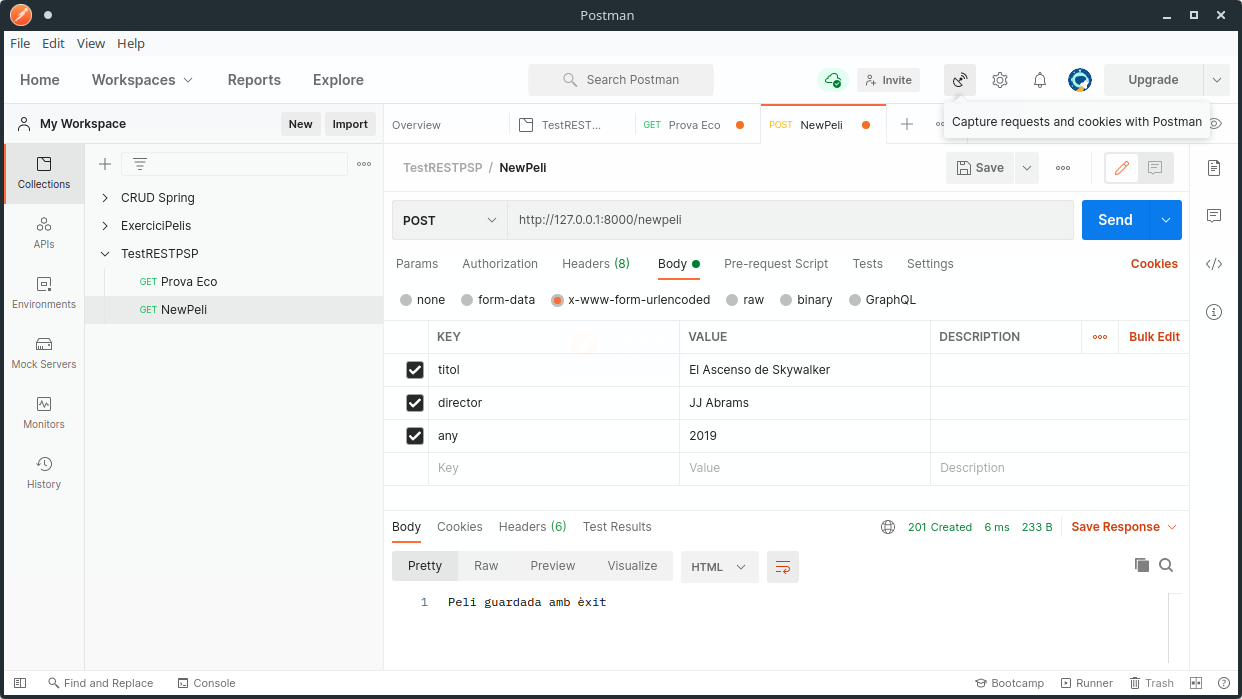 Postman
File Edit View Help
Home Workspaces Reports Explore Search Postman Invite Upgrade
My Workspace New Import Overview TestREST... GET Prova Eco POST NewPeli Capture requests and cookies with Postman
Collections
APIs
Environments
Mock Servers
Monitors
History
CRUD Spring
ExerciciPelis
TestRESTPSP
GET Prova Eco
GET NewPeli
TestRESTPSP / NewPeli Save
POST http://127.0.0.1:8000/newpeli Send
Params Authorization Headers (8) Body Pre-request Script Tests Settings Cookies
none form-data x-www-form-urlencoded raw binary GraphQL
KEY VALUE DESCRIPTION Bulk Edit
titol El Ascenso de Skywalker
director JJ Abrams
any 2019
Key Value Description
Body Cookies Headers (6) Test Results 201 Created 6 ms 233 B Save Response
Pretty Raw Preview Visualize HTML
1 Peli guardada amb èxit
Find and Replace Console Bootcamp Runner Trash